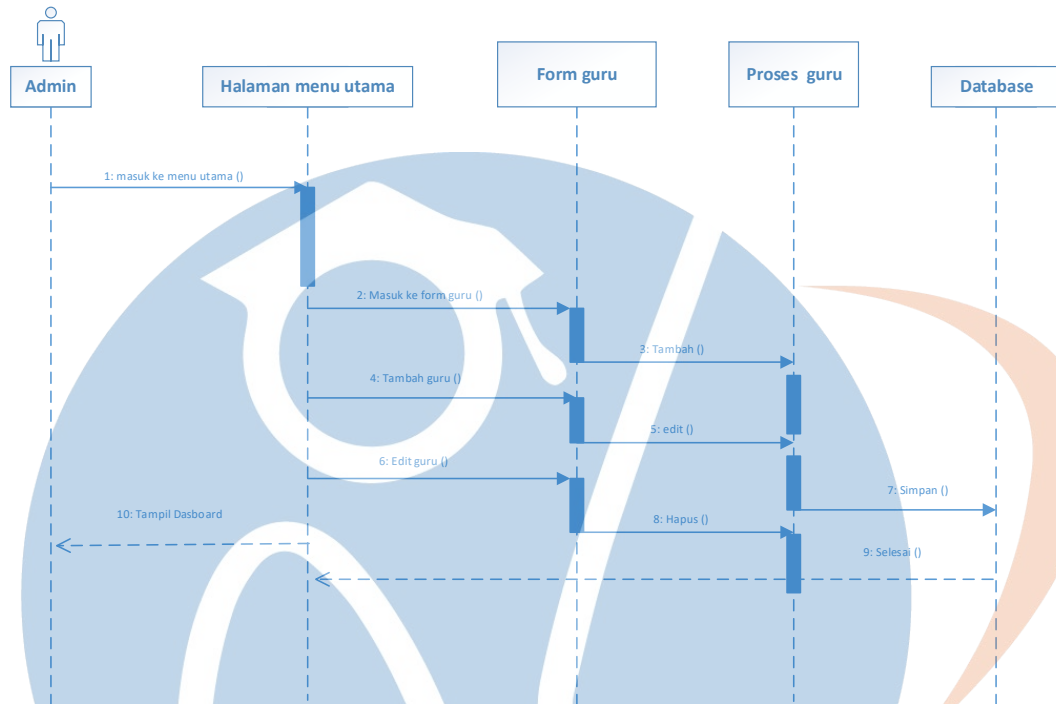 Admin
Halaman menu utama
Form guru
Proses guru
Database
1: masuk ke menu utama ()
2: Masuk ke form guru ()
3: Tambah ()
4: Tambah guru ()
5: edit ()
6: Edit guru ()
7: Simpan ()
8: Hapus ()
9: Selesai ()
10: Tampil Dasboard